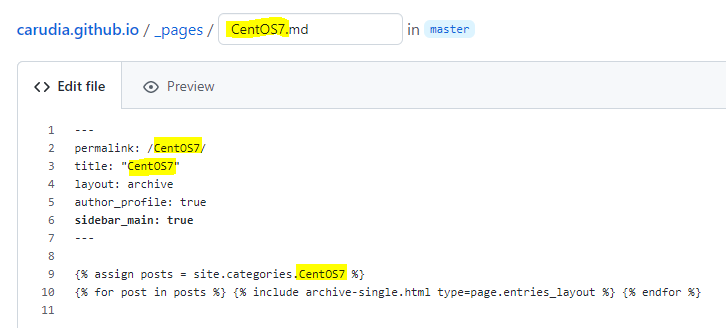 carudia.github.io / _pages / CentOS7.md in master
<> Edit file Preview
1 ---
2 permalink: /CentOS7/
3 title: "CentOS7"
4 layout: archive
5 author_profile: true
6 sidebar_main: true
7 ---
8
9 {% assign posts = site.categories.CentOS7 %}
10 {% for post in posts %} {% include archive-single.html type=page.entries_layout %} {% endfor %}
11